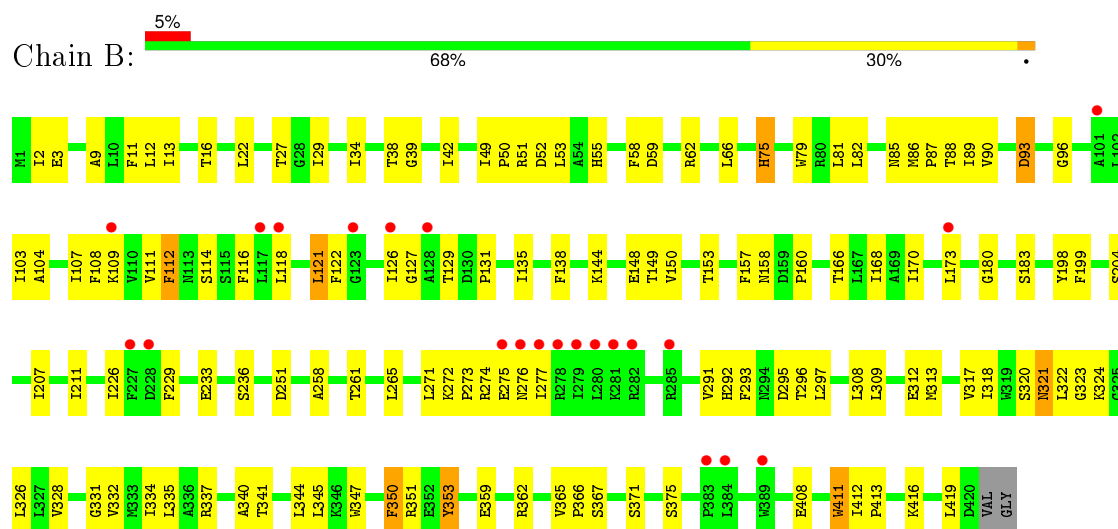 5%
Chain B:
68% 30% •
M1 I2 E3 A9 L10 F11 L12 I13 T16 L22 T27 G28 I29 I34 T38 G39 I42 I49 P50 R51 D52 L53 A54 H55 F58 D59 R62 L66 H75 W79 R80 L81 L82 N85 M86 P87 T88 I89 V90 D93 G96 A101 L102
I103 A104 I107 F108 K109 V110 V111 F112 N113 S114 S115 F116 L117 L118 L121 F122 G123 I126 G127 A128 T129 D130 P131 I135 F138 K144 E148 T149 V150 T153 F157 N158 D159 P160 T166 L167 I168 A169 I170 L173 G180 S183 Y198 F199 S204
I207 I211 I226 F227 D228 F229 E233 S236 D251 A258 T261 L265 L271 K272 P273 R274 E275 N276 I277 R278 I279 L280 K281 R282 R285 V291 H292 F293 N294 D295 T296 L297 L308 L309 E312 M313 V317 I318 W319 S320 N321 L322 G323 K324 G325
L326 L327 V328 G331 V332 M333 I334 L335 A336 R337 A340 T341 L344 L345 K346 W347 F350 R351 E352 Y353 E359 R362 V365 P366 S367 S371 S375 P383 L384 W389 E408 M411 I412 P413 K416 L419 D420 VAL GLY